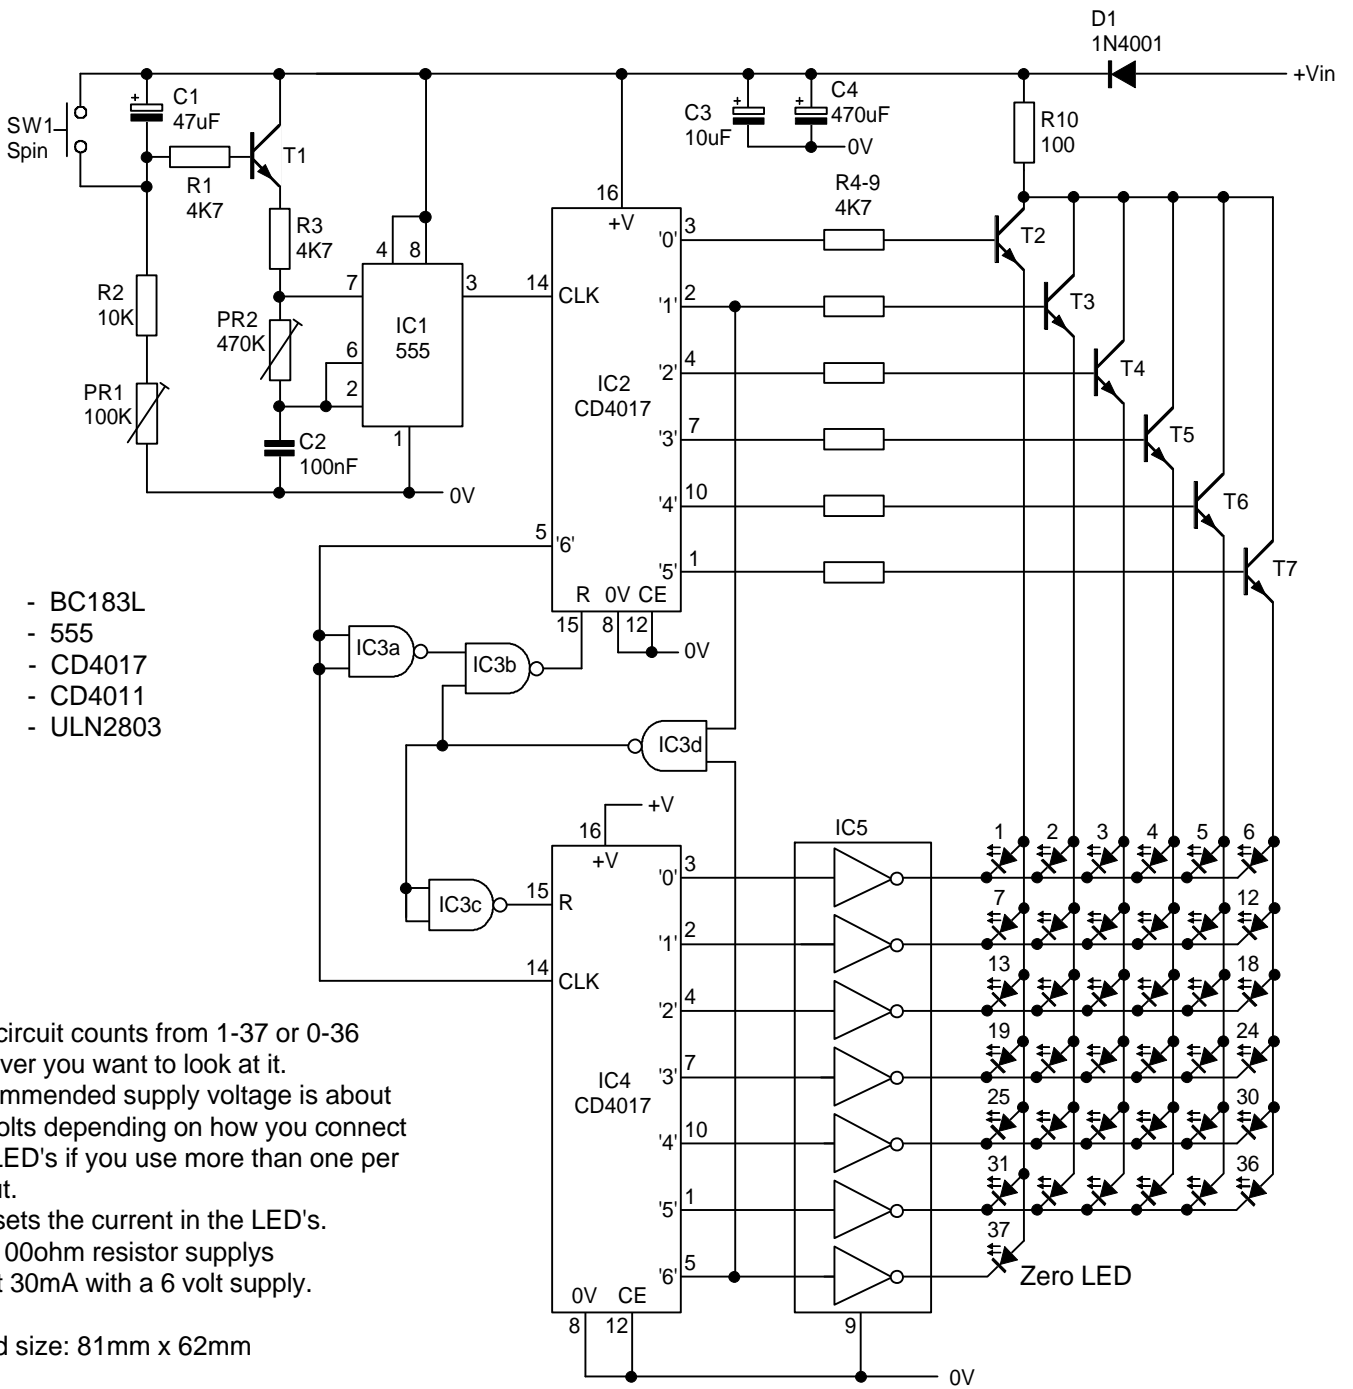 D1
1N4001
+Vin
C1
47uF
SW1
Spin
T1
R1
4K7
C3
10uF
C4
470uF
0V
R10
100
R4-9
4K7
R3
4K7
16
+V
'0'
3
T2
4
8
R2
10K
PR2
470K
7
3
14
CLK
'1'
2
T3
IC1
555
6
2
'2'
4
T4
PR1
100K
IC2
CD4017
C2
100nF
1
'3'
7
T5
0V
'4'
10
T6
5
'6'
'5'
1
T7
R
0V
CE
15
8
12
0V
- BC183L
- 555
- CD4017
- CD4011
- ULN2803
IC3a
IC3b
IC3d
+V
16
+V
IC5
1
2
3
4
5
6
'0'
3
IC3c
15
R
7
12
'1'
2
14
CLK
13
18
'2'
4
circuit counts from 1-37 or 0-36
ver you want to look at it.
mmended supply voltage is about
olts depending on how you connect
LED's if you use more than one per
ut.
sets the current in the LED's.
00ohm resistor supplys
t 30mA with a 6 volt supply.
d size: 81mm x 62mm
19
24
IC4
CD4017
'3'
7
25
30
'4'
10
31
36
'5'
1
37
'6'
5
Zero LED
0V
CE
8
12
9
0V